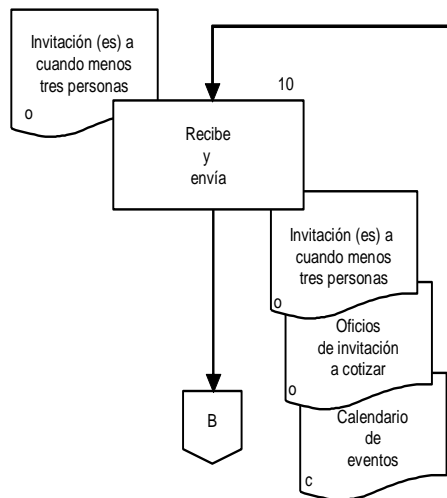 Invitación (es) a
cuando menos
tres personas
o
10
Recibe
y
envía
Invitación (es) a
cuando menos
tres personas
o
Oficios
de invitación
a cotizar
o
B
Calendario
de
eventos
c